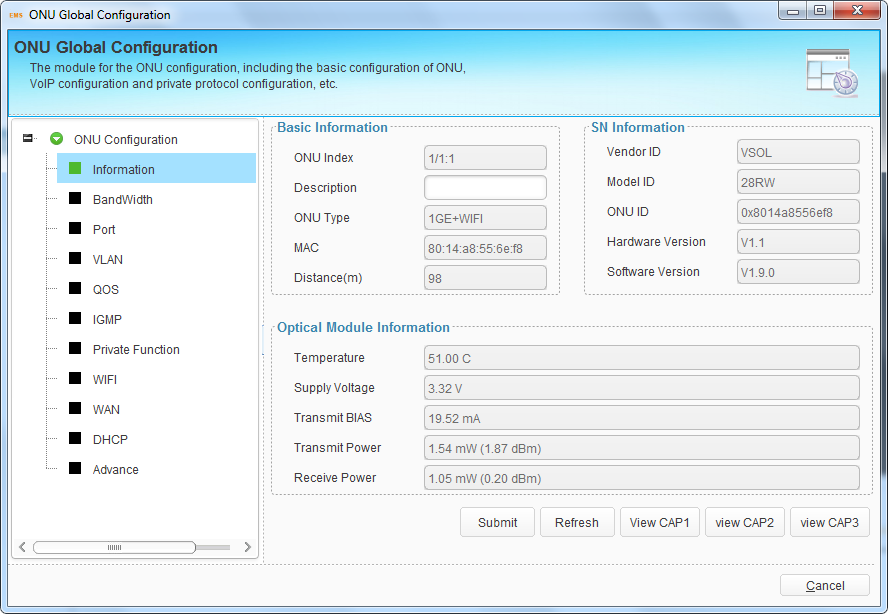 EMS ONU Global Configuration
ONU Global Configuration
The module for the ONU configuration, including the basic configuration of ONU,
VoIP configuration and private protocol configuration, etc.
ONU Configuration
Information
BandWidth
Port
VLAN
QOS
IGMP
Private Function
WIFI
WAN
DHCP
Advance
Basic Information
ONU Index 1/1:1
Description
ONU Type 1GE+WIFI
MAC 80:14:a8:55:6e:f8
Distance(m) 98
SN Information
Vendor ID VSOL
Model ID 28RW
ONU ID 0x8014a8556ef8
Hardware Version V1.1
Software Version V1.9.0
Optical Module Information
Temperature 51.00 C
Supply Voltage 3.32 V
Transmit BIAS 19.52 mA
Transmit Power 1.54 mW (1.87 dBm)
Receive Power 1.05 mW (0.20 dBm)
Submit Refresh View CAP1 view CAP2 view CAP3
Cancel